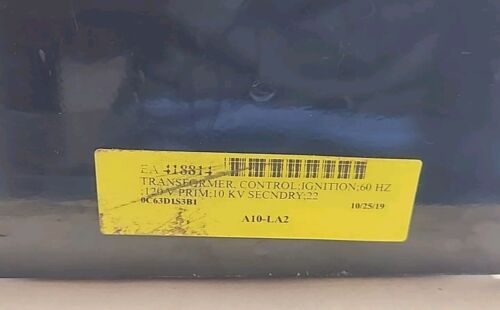 EA 418814
TRANSFORMER, CONTROL;IGNITION;60 HZ
;120 V PRIM;10 KV SECNDRY;22
0C63D1S3B1 10/25/19
A10-LA2